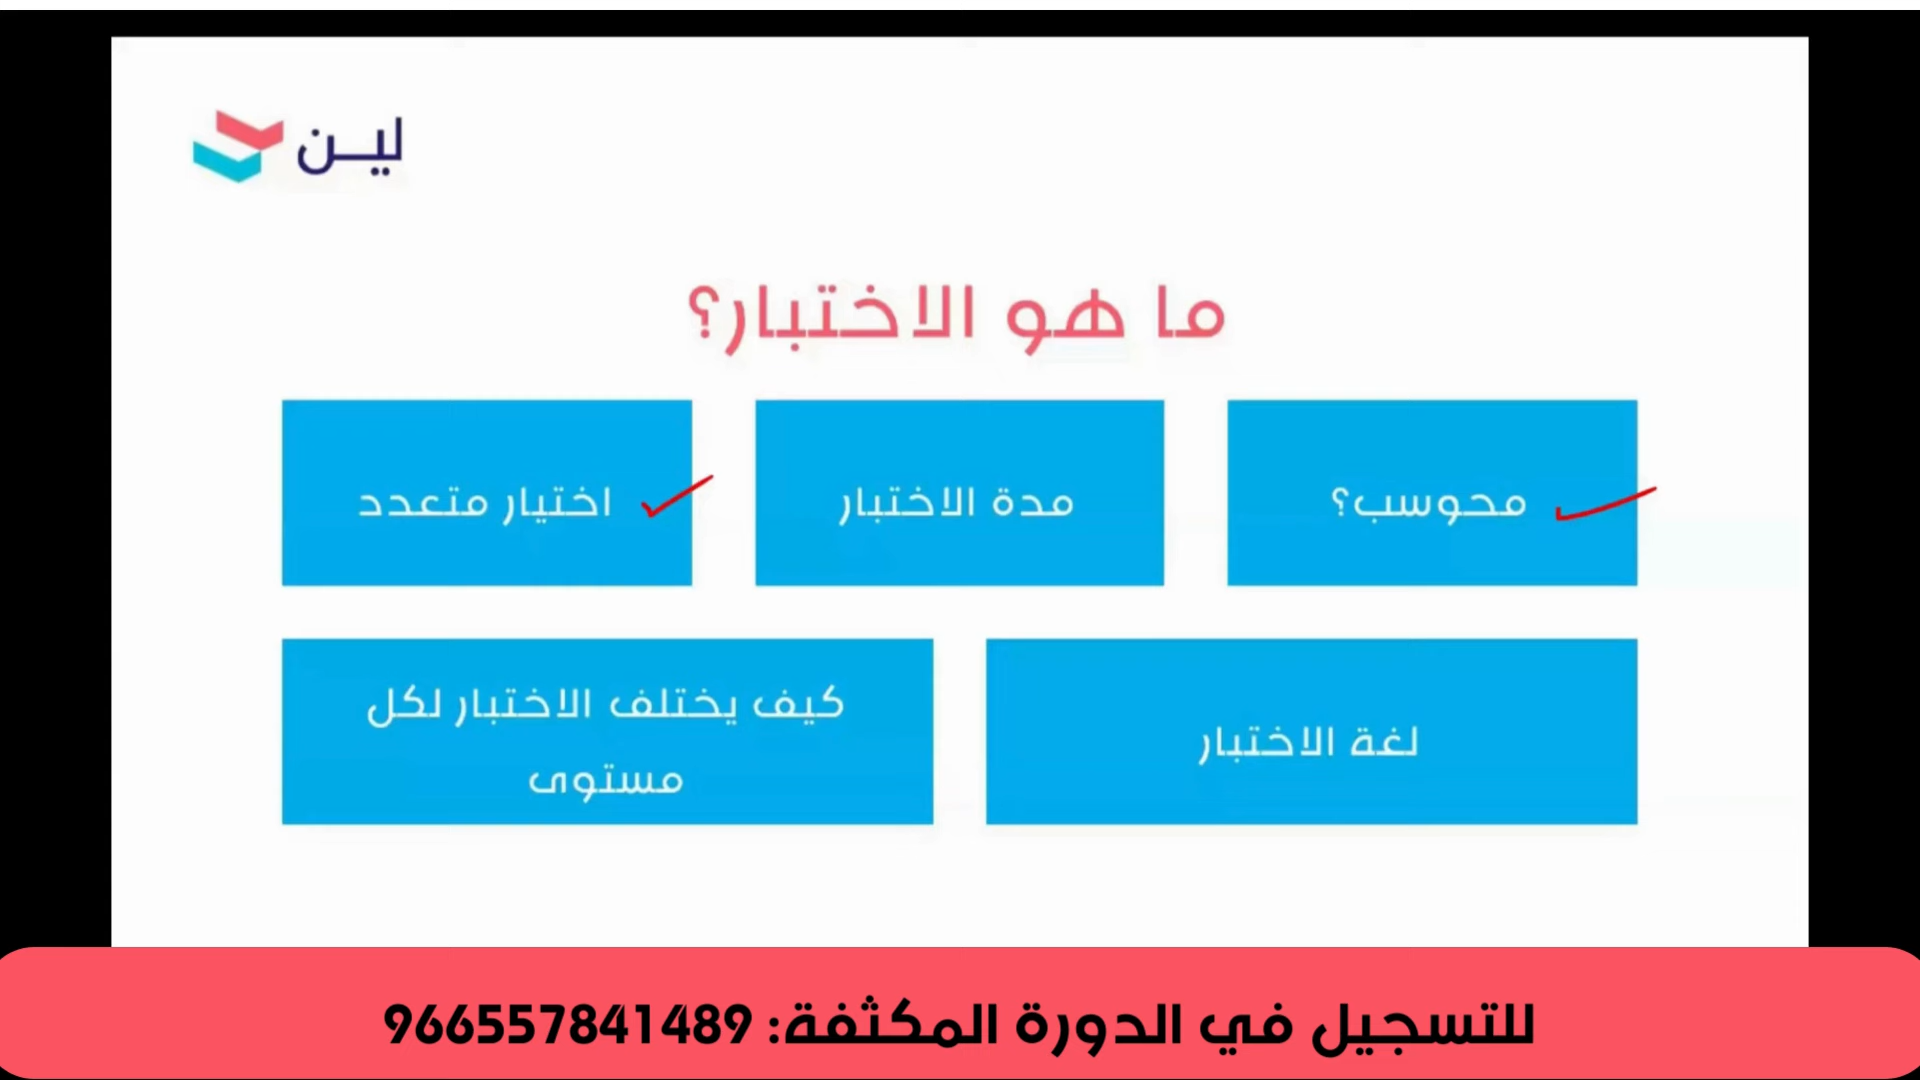 لين
ما هو الاختبار؟
محوسب؟
مدة الاختبار
اختيار متعدد
لغة الاختبار
كيف يختلف الاختبار لكل
مستوى
للتسجيل في الدورة المكثفة: 966557841489